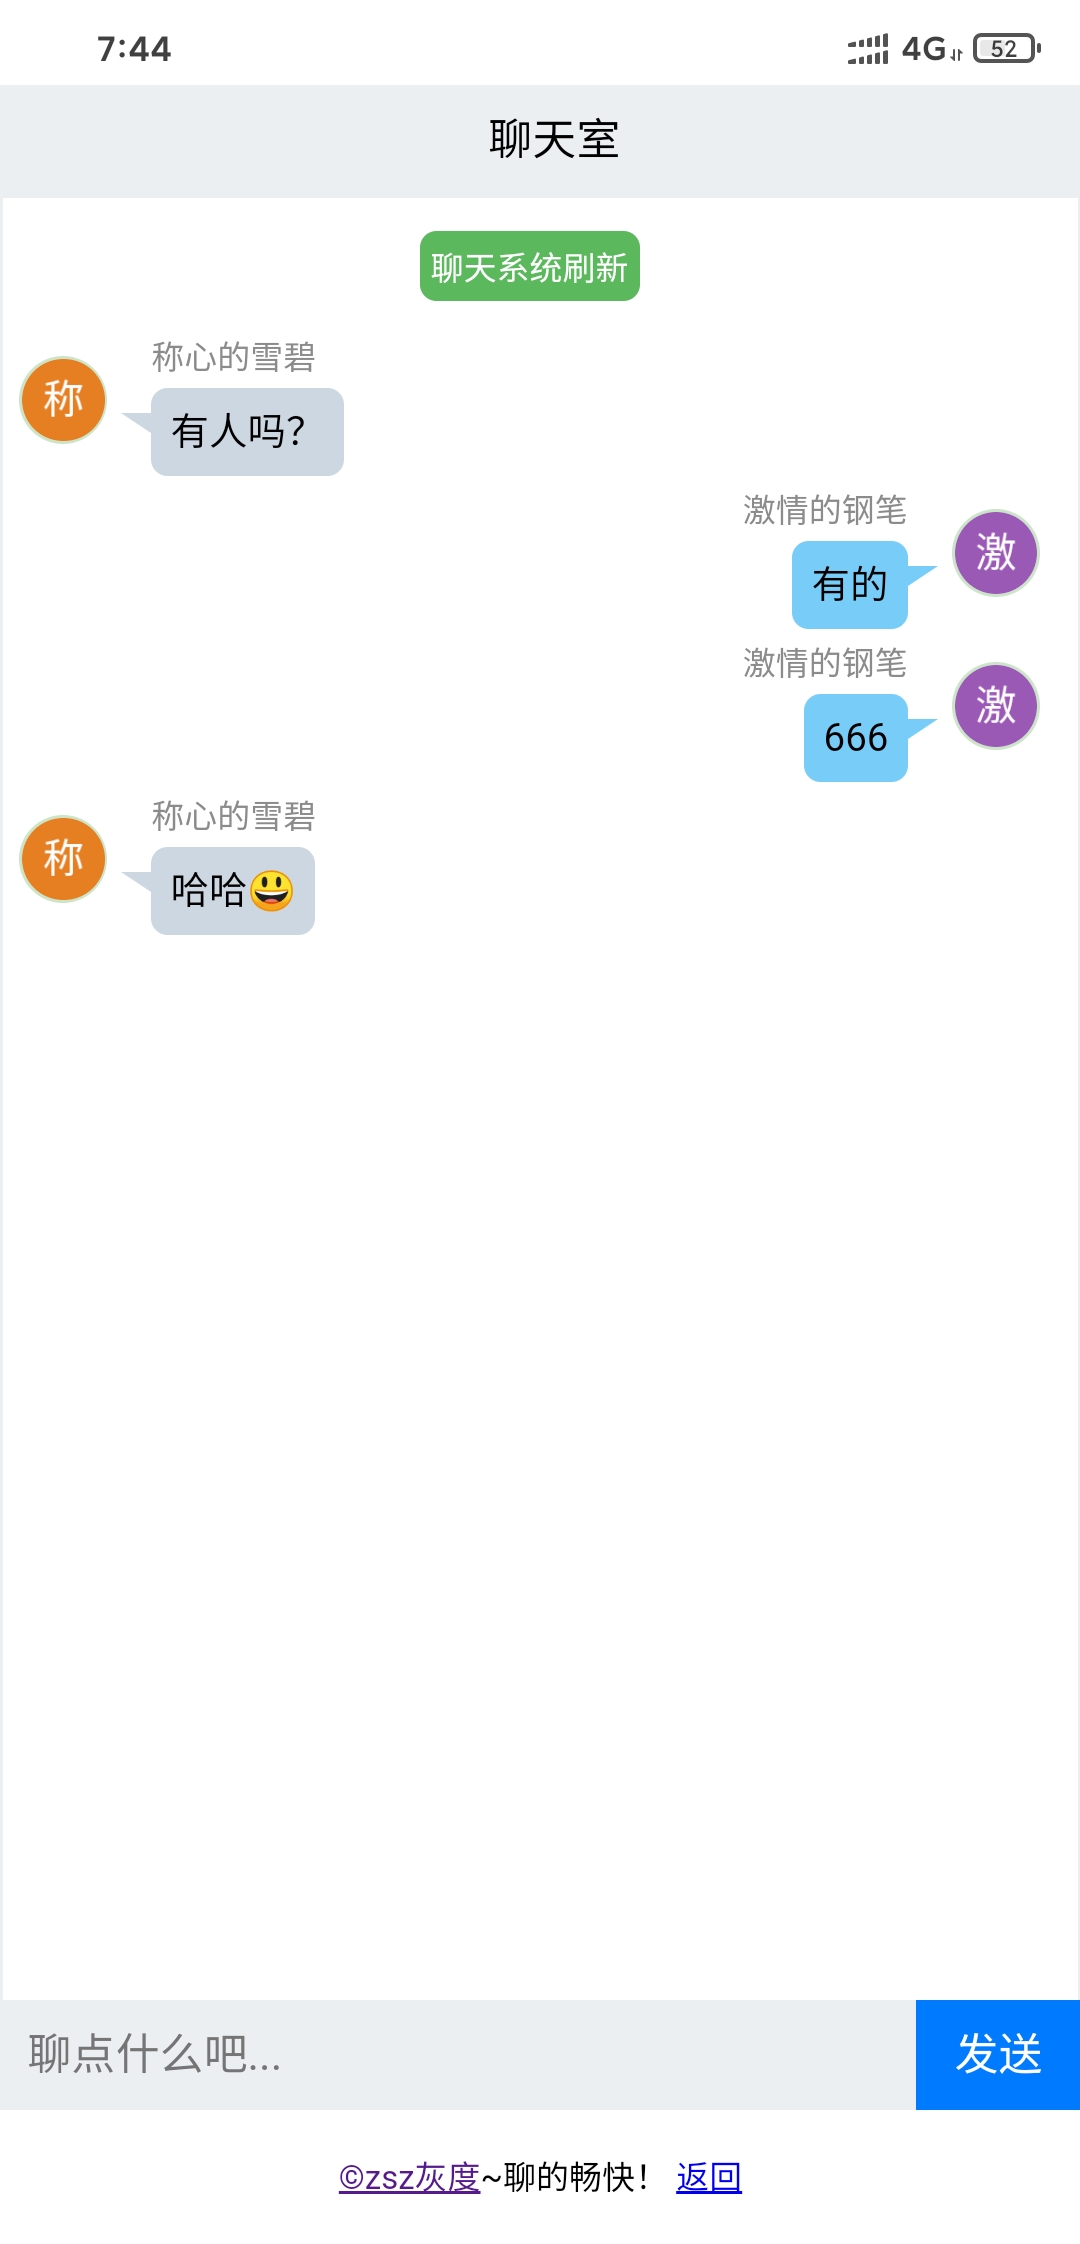 7:44
4G 52
聊天室
聊天系统刷新
称心的雪碧
称
有人吗?
激情的钢笔
激
有的
激情的钢笔
激
666
称心的雪碧
称
哈哈😃
聊点什么吧...
发送
©zsz灰度~聊的畅快! 返回